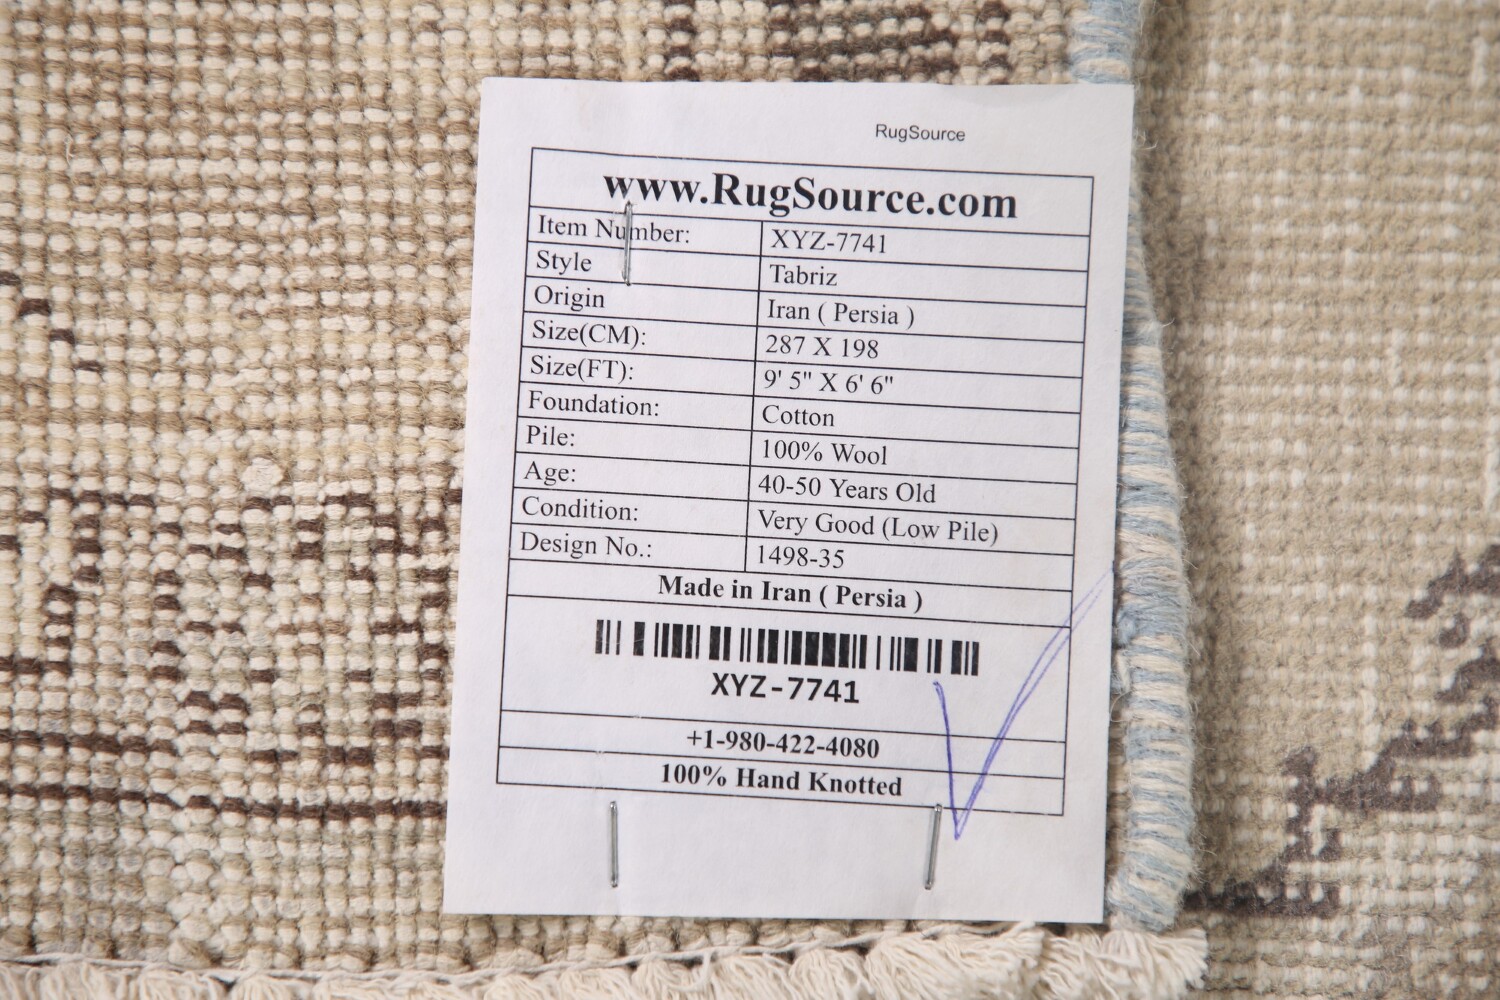 RugSource
www.RugSource.com
Item Number: XYZ-7741
Style Tabriz
Origin Iran ( Persia )
Size(CM): 287 X 198
Size(FT): 9' 5" X 6' 6"
Foundation: Cotton
Pile: 100% Wool
Age: 40-50 Years Old
Condition: Very Good (Low Pile)
Design No.: 1498-35
Made in Iran ( Persia )
XYZ-7741
+1-980-422-4080
100% Hand Knotted